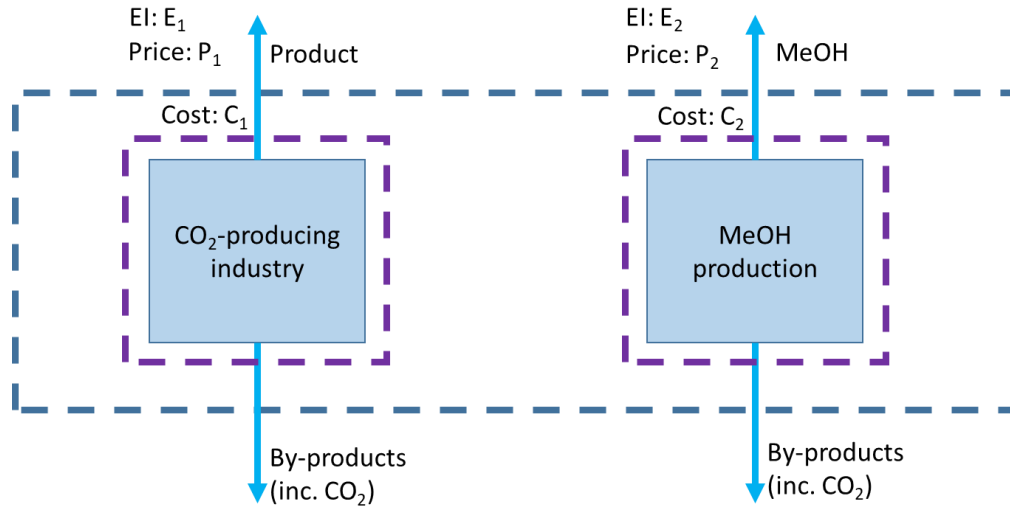 EI: E₁
Price: P₁
Product
Cost: C₁
CO₂-producing
industry
By-products
(inc. CO₂)
EI: E₂
Price: P₂
MeOH
Cost: C₂
MeOH
production
By-products
(inc. CO₂)